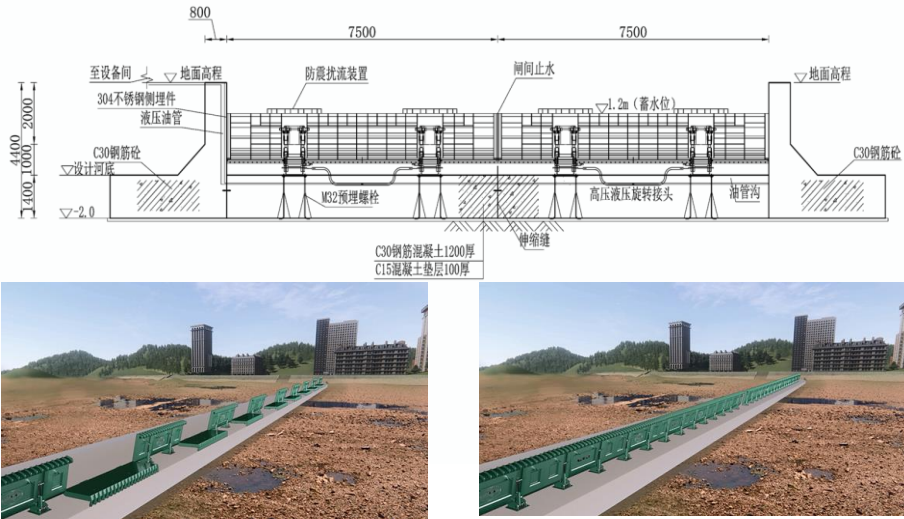 800
7500
7500
至设备间
地面高程
防震扰流装置
闸间止水
地面高程
304不锈钢侧埋件
1.2m（蓄水位）
液压油管
2000
4400
1000
1400
C30钢筋砼
C30钢筋砼
设计河底
M32预埋螺栓
高压液压旋转接头
油管沟
-2.0
伸缩缝
C30钢筋混凝土1200厚
C15混凝土垫层100厚